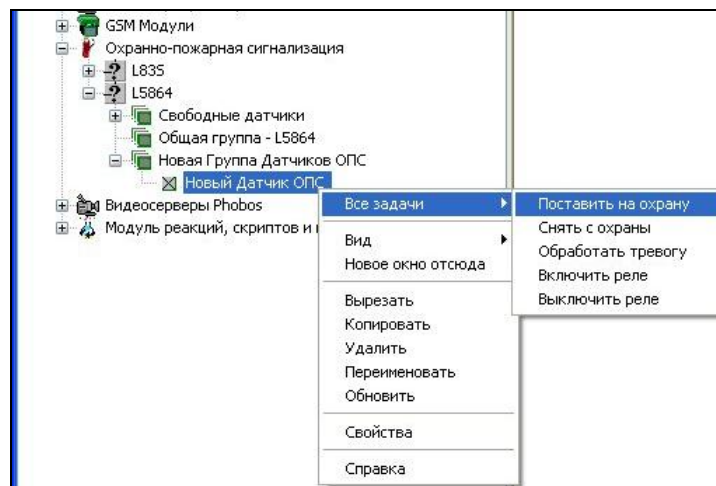 GSM Модули
Охранно-пожарная сигнализация
L835
L5864
Свободные датчики
Общая группа - L5864
Новая Группа Датчиков ОПС
Новый Датчик ОПС
Видеосерверы Phobos
Модуль реакций, скриптов и
Все задачи
Вид
Новое окно отсюда
Вырезать
Копировать
Удалить
Переименовать
Обновить
Свойства
Справка
Поставить на охрану
Снять с охраны
Обработать тревогу
Включить реле
Выключить реле